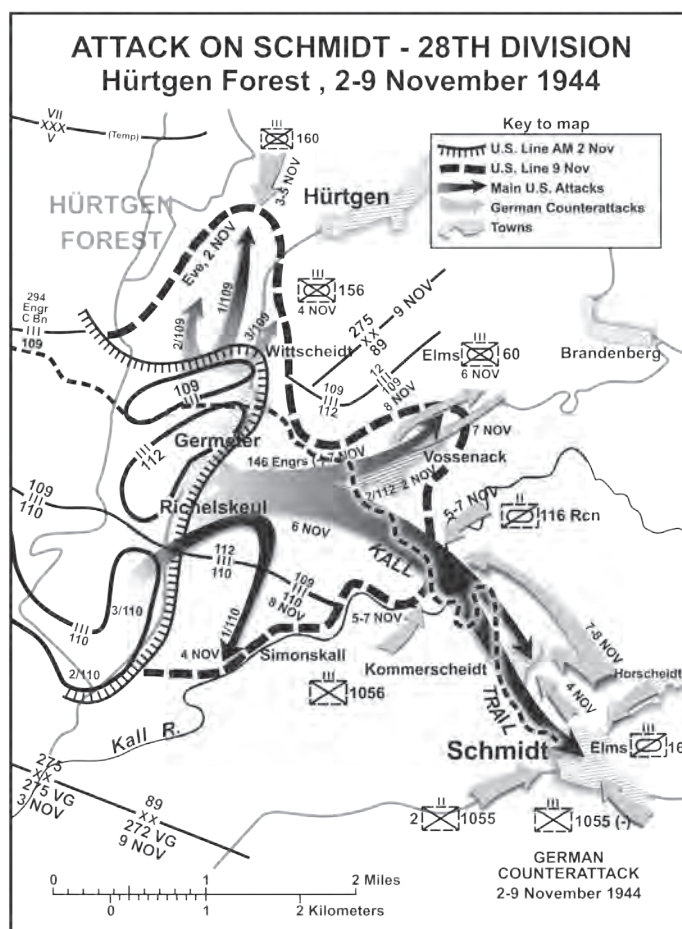 ATTACK ON SCHMIDT - 28TH DIVISION
Hürtgen Forest , 2-9 November 1944
Key to map
U.S. Line AM 2 Nov
U.S. Line 9 Nov
Main U.S. Attacks
German Counterattacks
Towns
VII
XXX
V
(Temp)
III
160
3-5 NOV
Hürtgen
HÜRTGEN
FOREST
Eve, 2 NOV
1/109
2/109
3/109
III
156
4 NOV
275
XX
89
9 NOV
294
Engr
C Bn
III
109
Wittscheidt
Elms
III
60
6 NOV
Brandenberg
109
III
112
12
III
109
8 NOV
109
III
112
Germeter
146 Engrs (+)
7 NOV
7 NOV
Vossenack
2/112-2 NOV
5-7 NOV
II
116 Rcn
109
III
110
Richelskeul
6 NOV
KALL
TRAIL
112
III
110
109
III
110
8 NOV
III
110
3/110
1/110
2/110
4 NOV
5-7 NOV
Simonskall
Kommerscheidt
III
1056
7-8 NOV
Horscheidt
4 NOV
Kall R.
Schmidt
Elms
III
16
275
XX
275 VG
3 NOV
89
XX
272 VG
9 NOV
II
2
1055
III
1055 (-)
GERMAN
COUNTERATTACK
2-9 November 1944
0
1
2 Miles
0
1
2 Kilometers